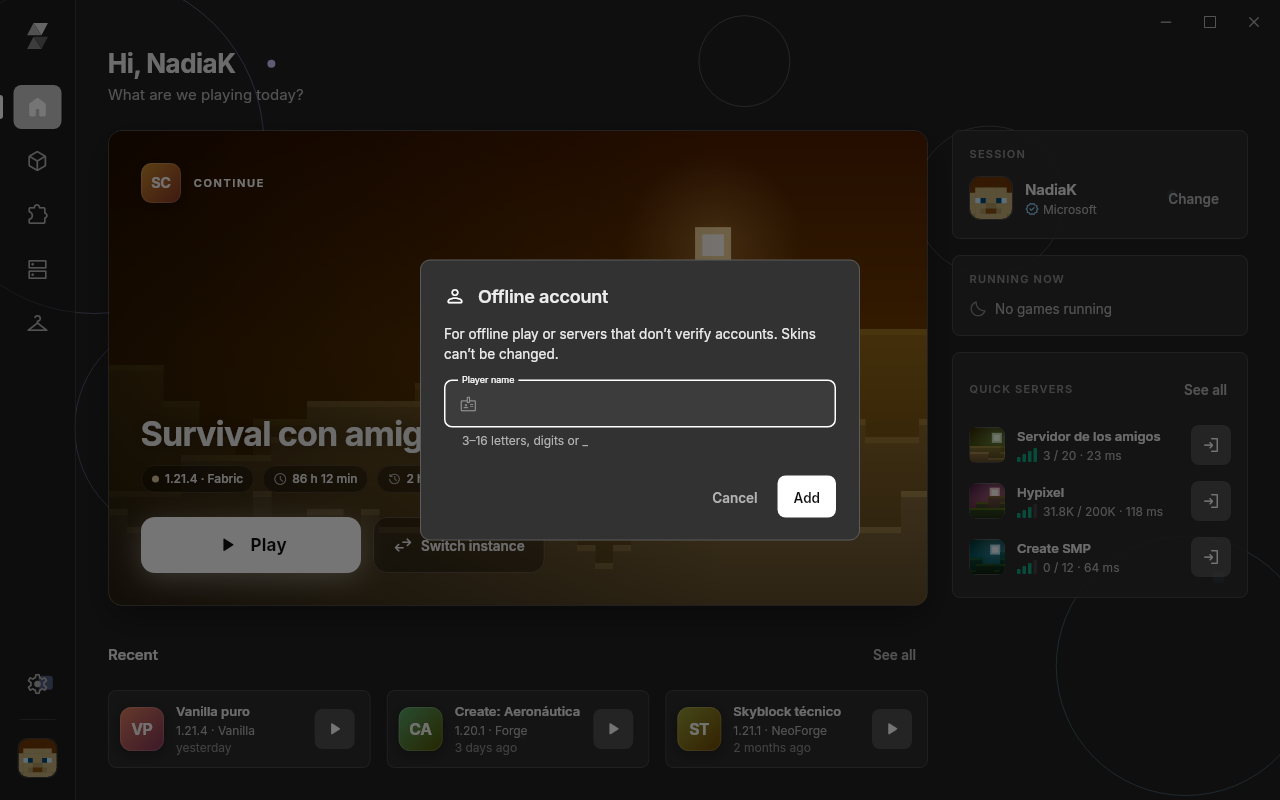 Hi, NadiaK
What are we playing today?
SC
CONTINUE
Survival con amig
1.21.4 · Fabric
86 h 12 min
2 h
Play
Switch instance
SESSION
NadiaK
Microsoft
Change
RUNNING NOW
No games running
QUICK SERVERS
See all
Servidor de los amigos
3 / 20 · 23 ms
Hypixel
31.8K / 200K · 118 ms
Create SMP
0 / 12 · 64 ms
Offline account
For offline play or servers that don’t verify accounts. Skins
can’t be changed.
Player name
3–16 letters, digits or _
Cancel
Add
Recent
See all
VP
Vanilla puro
1.21.4 · Vanilla
yesterday
CA
Create: Aeronáutica
1.20.1 · Forge
3 days ago
ST
Skyblock técnico
1.21.1 · NeoForge
2 months ago